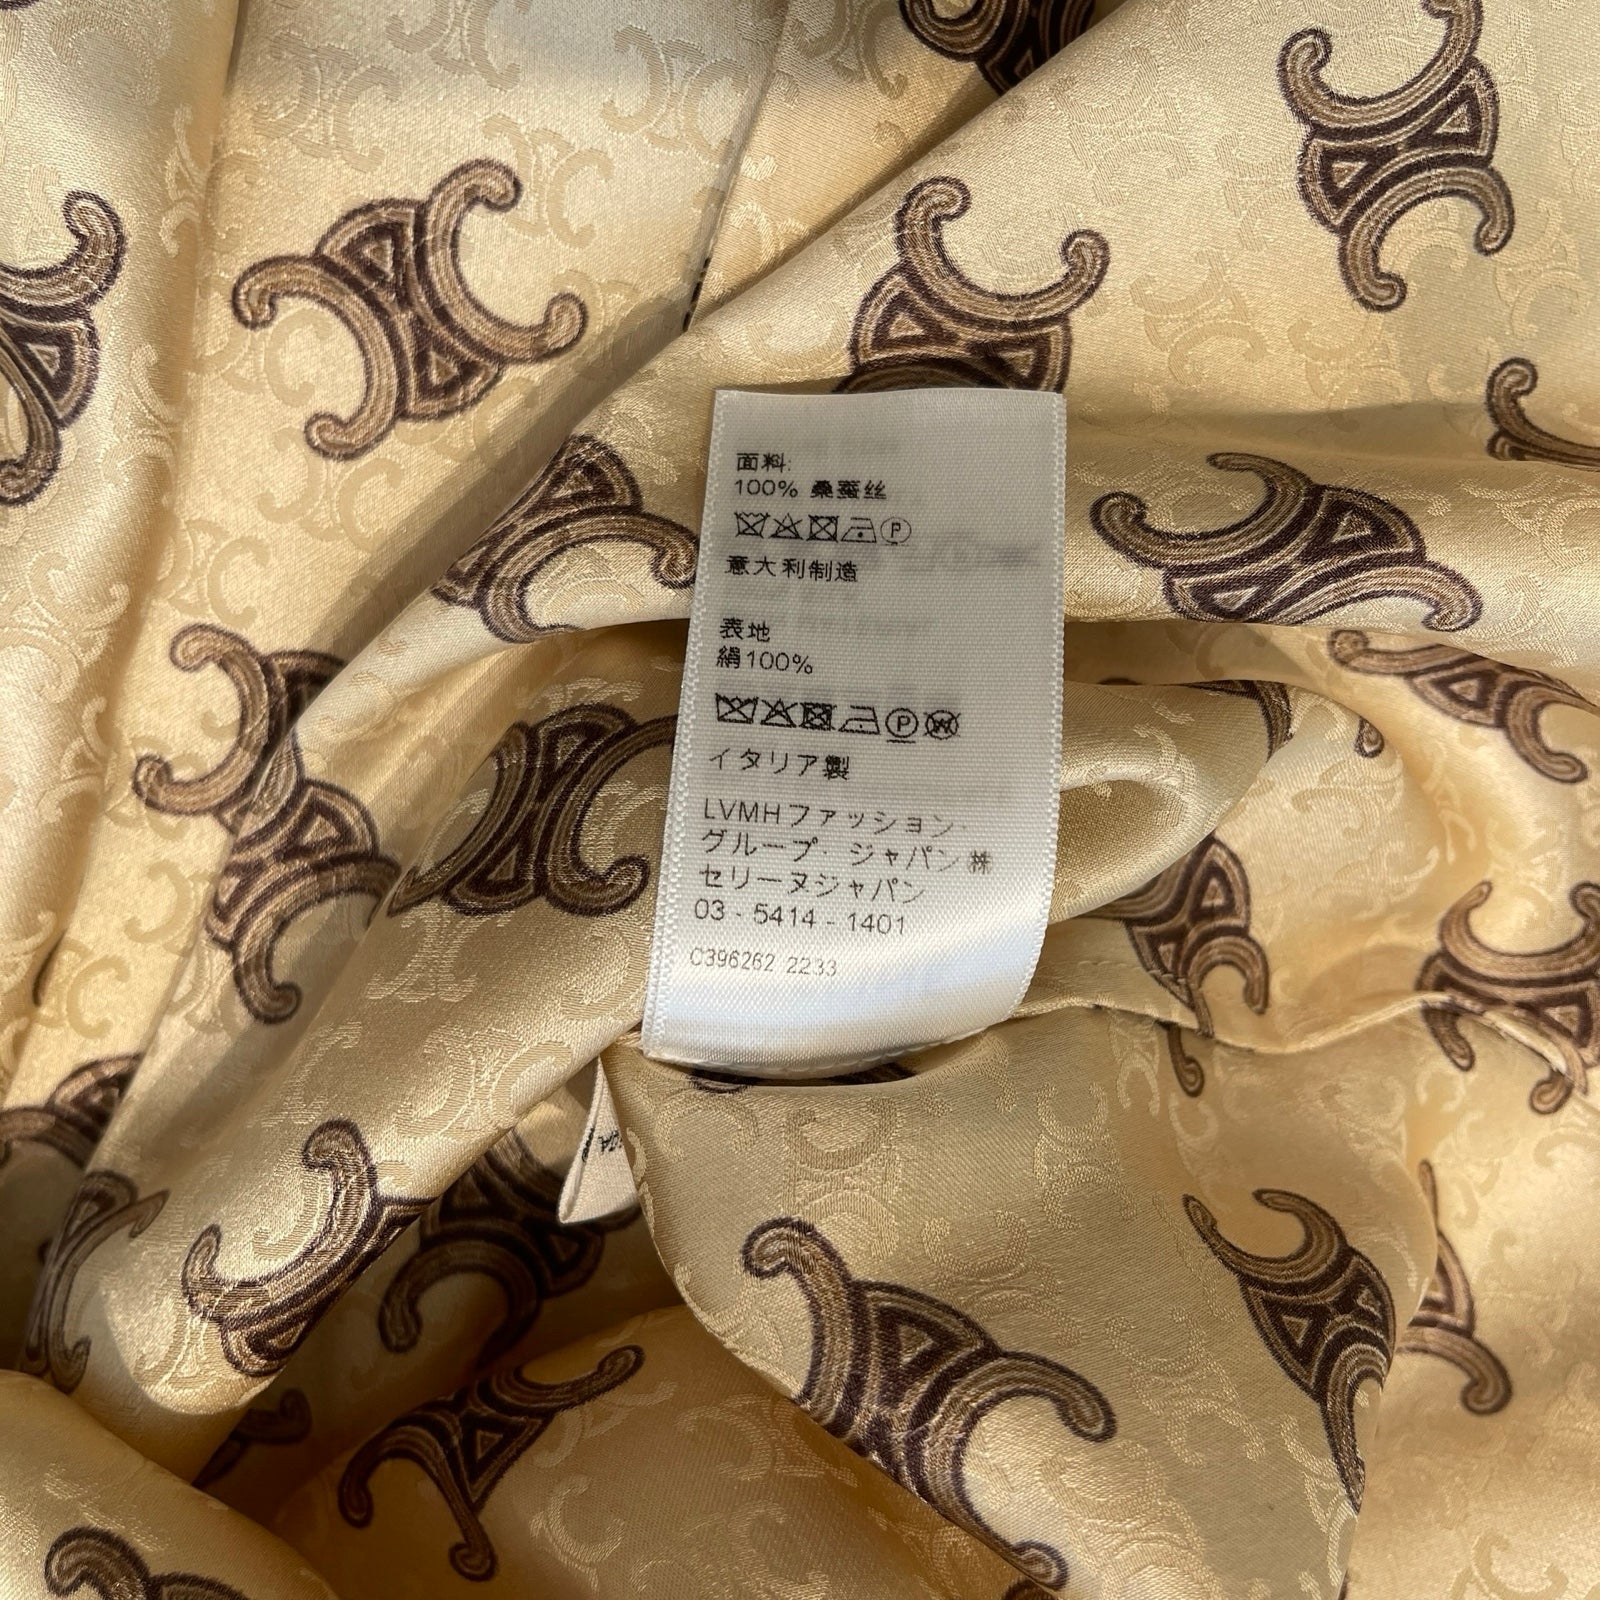 面料:
100% 桑蚕丝
P
意大利制造
表地
絹100%
P W
イタリア製
LVMHファッション・
グループ・ジャパン㈱
セリーヌジャパン
03 - 5414 - 1401
C396262 2233